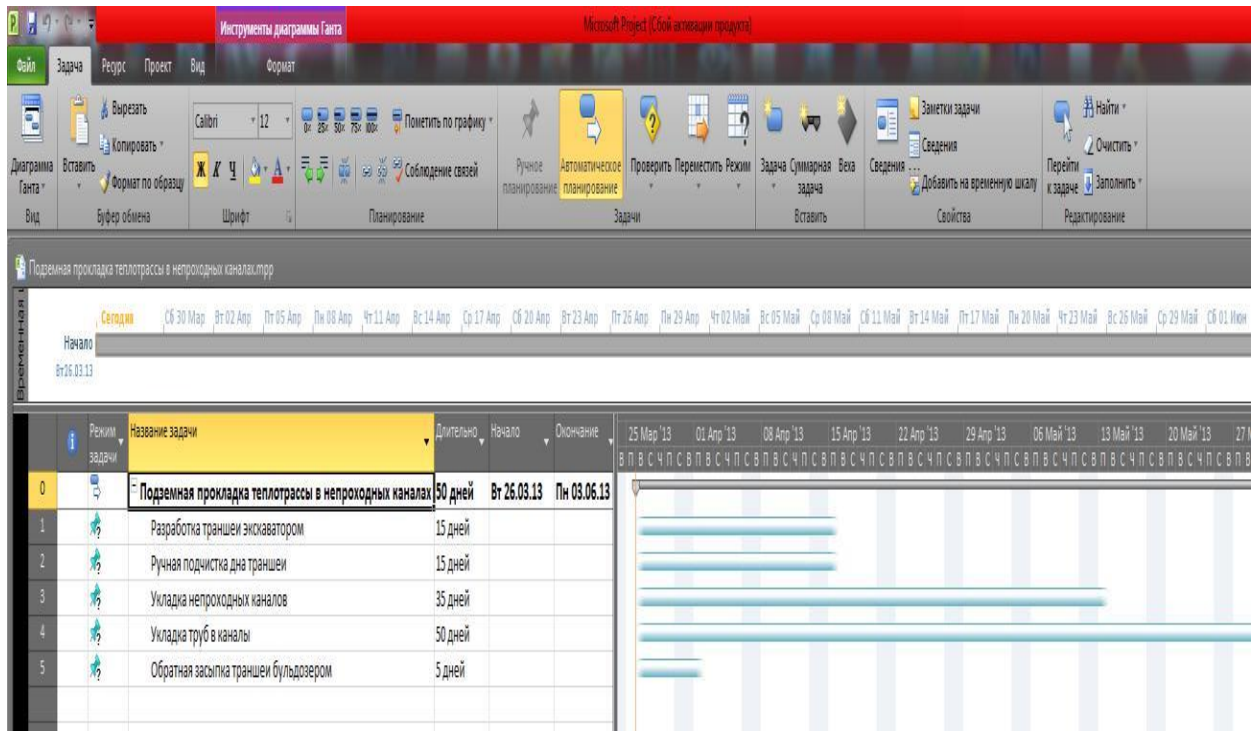 Инструменты диаграммы Ганта
Microsoft Project (Сбой активации продукта)
Файл Задача Ресурс Проект Вид Формат
Вырезать
Копировать
Формат по образцу
Calibri 12
0× 25× 50× 75× 100×
Пометить по графику
Ж К Ч
Соблюдение связей
Заметки задачи
Сведения
Добавить на временную шкалу
Найти
Очистить
Заполнить
Диаграмма Ганта
Вставить
Ручное планирование
Автоматическое планирование
Проверить Переместить Режим
Задача Суммарная задача Веха
Сведения ...
Перейти к задаче
Вид Буфер обмена Шрифт Планирование Задачи Вставить Свойства Редактирование
Подземная прокладка теплотрассы в непроходных каналах.mpp
Сегодня Сб 30 Мар Вт 02 Апр Пт 05 Апр Пн 08 Апр Чт 11 Апр Вс 14 Апр Ср 17 Апр Сб 20 Апр Вт 23 Апр Пт 26 Апр Пн 29 Апр Чт 02 Май Вс 05 Май Ср 08 Май Сб 11 Май Вт 14 Май Пт 17 Май Пн 20 Май Чт 23 Май Вс 26 Май Ср 29 Май Сб 01 Июн
Начало
Вт26.03.13
Временная
Режим задачи Название задачи Длительно Начало Окончание
25 Мар '13 01 Апр '13 08 Апр '13 15 Апр '13 22 Апр '13 29 Апр '13 06 Май '13 13 Май '13 20 Май '13 27
В П В С Ч П С В П В С Ч П С В П В С Ч П С В П В С Ч П С В П В С Ч П С В П В С Ч П С В П В С Ч П С В П В С Ч П С В П В С Ч П С В П В
0 Подземная прокладка теплотрассы в непроходных каналах 50 дней Вт 26.03.13 Пн 03.06.13
1 Разработка траншеи экскаватором 15 дней
2 Ручная подчистка дна траншеи 15 дней
3 Укладка непроходных каналов 35 дней
4 Укладка труб в каналы 50 дней
5 Обратная засыпка траншеи бульдозером 5 дней